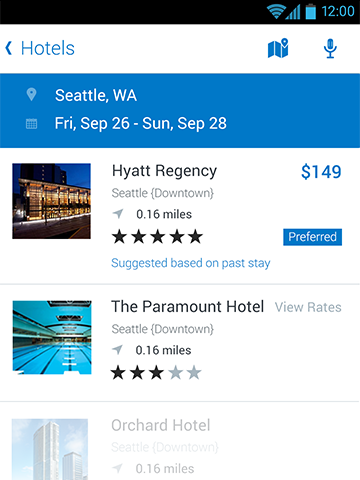 12:00
Hotels
Seattle, WA
Fri, Sep 26 - Sun, Sep 28
Hyatt Regency $149
Seattle {Downtown}
0.16 miles
Preferred
Suggested based on past stay
The Paramount Hotel View Rates
Seattle {Downtown}
0.16 miles
Orchard Hotel
Seattle {Downtown}
0.16 miles